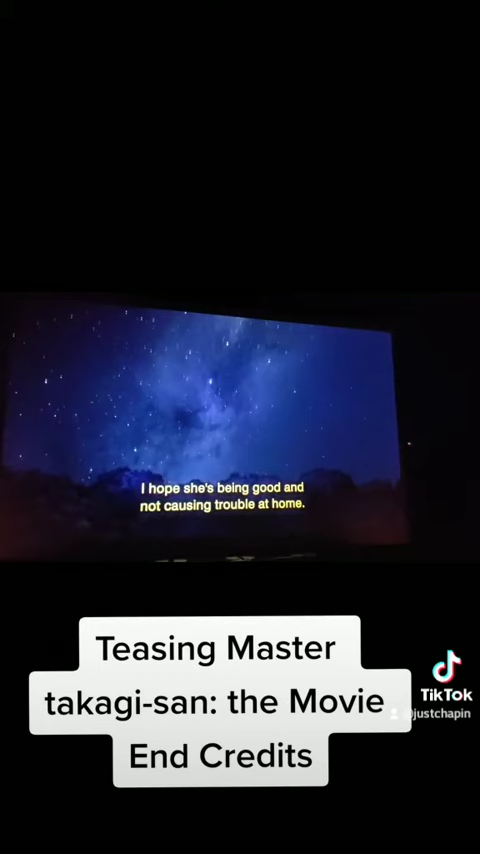 I hope she's being good and
not causing trouble at home.
Teasing Master
takagi-san: the Movie
End Credits
TikTok
@justchapin